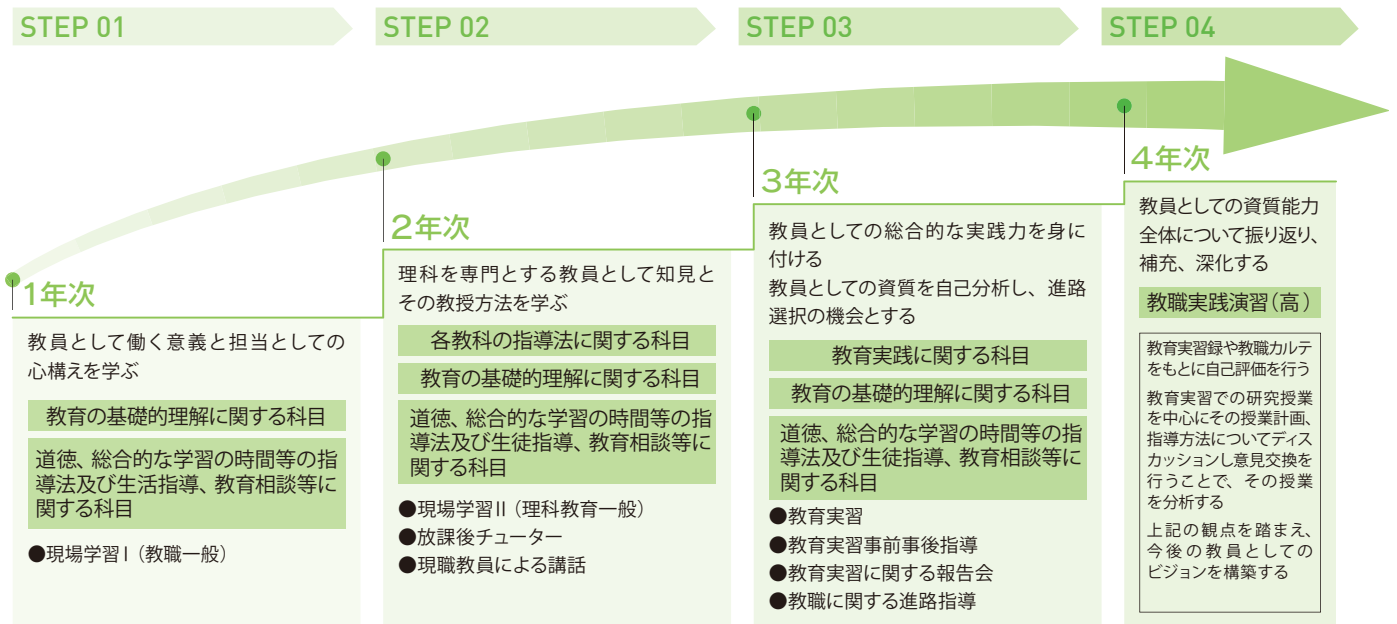 STEP 01
STEP 02
STEP 03
STEP 04
1年次
教員として働く意義と担当としての
心構えを学ぶ
教育の基礎的理解に関する科目
道徳、総合的な学習の時間等の指
導法及び生活指導、教育相談等に
関する科目
●現場学習Ⅰ（教職一般）
2年次
理科を専門とする教員として知見と
その教授方法を学ぶ
各教科の指導法に関する科目
教育の基礎的理解に関する科目
道徳、総合的な学習の時間等の指
導法及び生徒指導、教育相談等に
関する科目
●現場学習Ⅱ（理科教育一般）
●放課後チューター
●現職教員による講話
3年次
教員としての総合的な実践力を身に
付ける
教員としての資質を自己分析し、進路
選択の機会とする
教育実践に関する科目
教育の基礎的理解に関する科目
道徳、総合的な学習の時間等の指
導法及び生徒指導、教育相談等に
関する科目
●教育実習
●教育実習事前事後指導
●教育実習に関する報告会
●教職に関する進路指導
4年次
教員としての資質能力
全体について振り返り、
補充、深化する
教職実践演習（高）
教育実習録や教職カルテ
をもとに自己評価を行う
教育実習での研究授業
を中心にその授業計画、
指導方法についてディス
カッションし意見交換を
行うことで、その授業
を分析する
上記の観点を踏まえ、
今後の教員としての
ビジョンを構築する